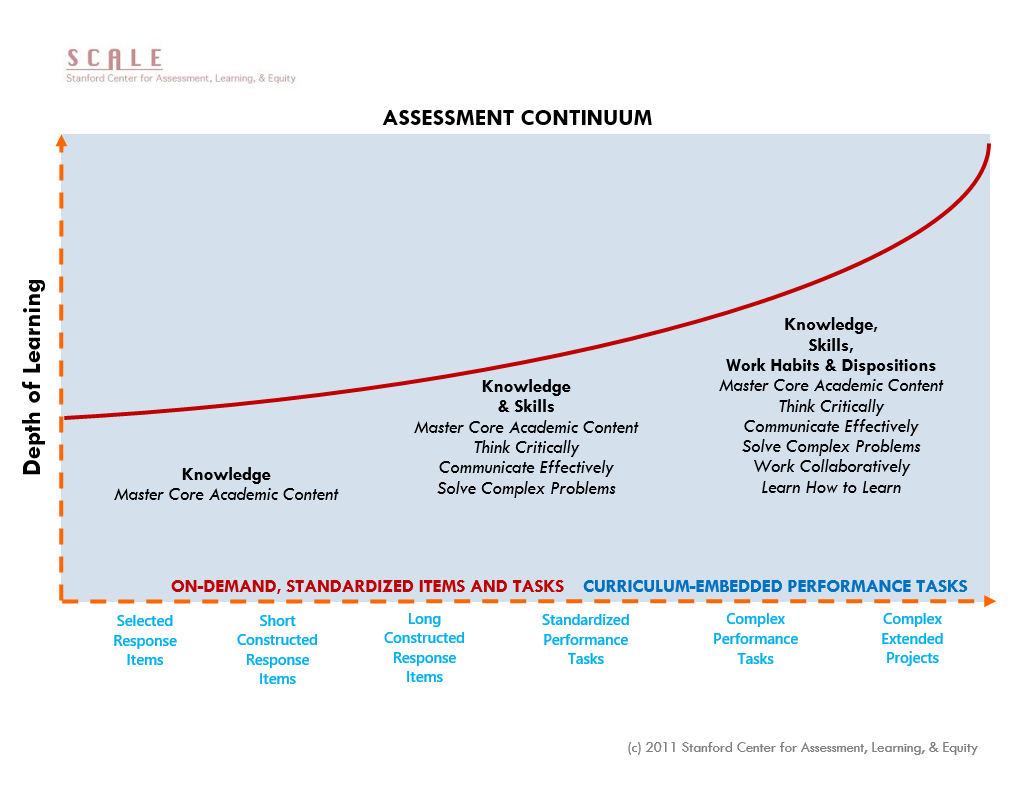 SCALE
Stanford Center for Assessment, Learning, & Equity
ASSESSMENT CONTINUUM
Depth of Learning
Knowledge
Master Core Academic Content
Knowledge
& Skills
Master Core Academic Content
Think Critically
Communicate Effectively
Solve Complex Problems
Knowledge,
Skills,
Work Habits & Dispositions
Master Core Academic Content
Think Critically
Communicate Effectively
Solve Complex Problems
Work Collaboratively
Learn How to Learn
ON-DEMAND, STANDARDIZED ITEMS AND TASKS
CURRICULUM-EMBEDDED PERFORMANCE TASKS
Selected
Response
Items
Short
Constructed
Response
Items
Long
Constructed
Response
Items
Standardized
Performance
Tasks
Complex
Performance
Tasks
Complex
Extended
Projects
(c) 2011 Stanford Center for Assessment, Learning, & Equity